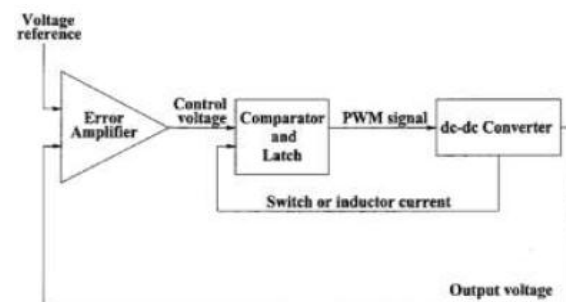 Voltage
reference
Error
Amplifier
Control
voltage
Comparator
and
Latch
PWM signal
dc-dc Converter
Switch or inductor current
Output voltage